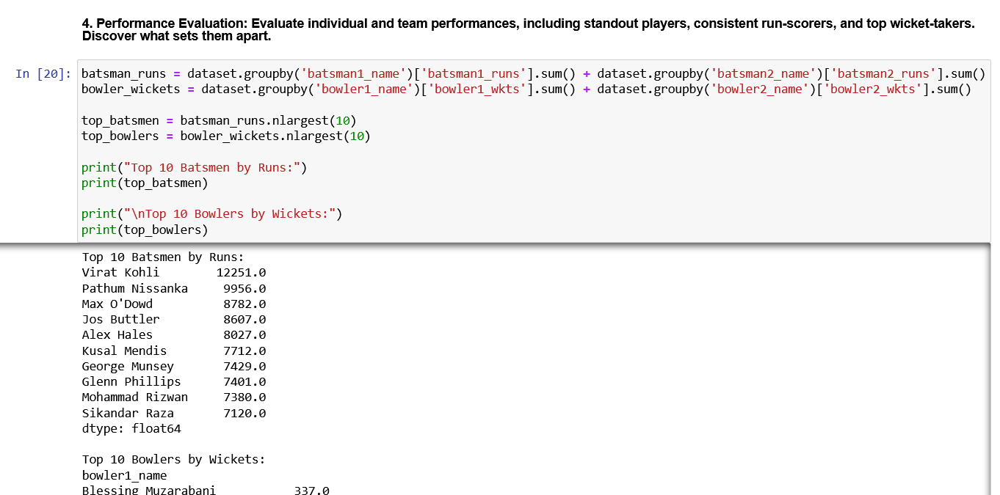 4. Performance Evaluation: Evaluate individual and team performances, including standout players, consistent run-scorers, and top wicket-takers.
Discover what sets them apart.
In [20]: batsman_runs = dataset.groupby('batsman1_name')['batsman1_runs'].sum() + dataset.groupby('batsman2_name')['batsman2_runs'].sum()
bowler_wickets = dataset.groupby('bowler1_name')['bowler1_wkts'].sum() + dataset.groupby('bowler2_name')['bowler2_wkts'].sum()
top_batsmen = batsman_runs.nlargest(10)
top_bowlers = bowler_wickets.nlargest(10)
print("Top 10 Batsmen by Runs:")
print(top_batsmen)
print("\nTop 10 Bowlers by Wickets:")
print(top_bowlers)
Top 10 Batsmen by Runs:
Virat Kohli 12251.0
Pathum Nissanka 9956.0
Max O'Dowd 8782.0
Jos Buttler 8607.0
Alex Hales 8027.0
Kusal Mendis 7712.0
George Munsey 7429.0
Glenn Phillips 7401.0
Mohammad Rizwan 7380.0
Sikandar Raza 7120.0
dtype: float64
Top 10 Bowlers by Wickets:
bowler1_name
Blessing Muzarabani 337.0